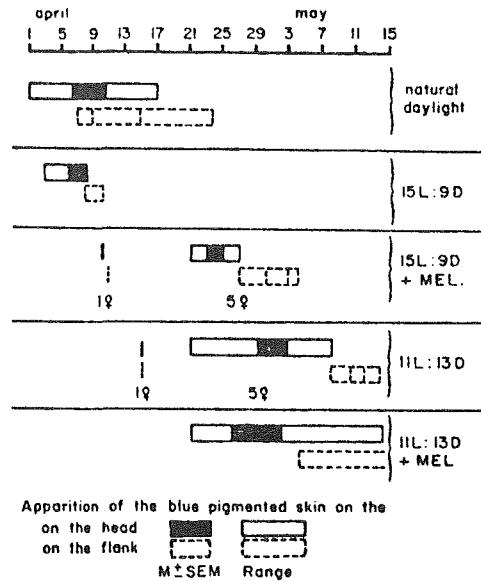 april may
1 5 9 13 17 21 25 29 3 7 11 15
natural
daylight
15L:9D
15L:9D
+ MEL.
1♀ 5♀
11L:13D
1♀ 5♀
11L:13D
+ MEL
Apparition of the blue pigmented skin on the
on the head
on the flank
M±SEM Range